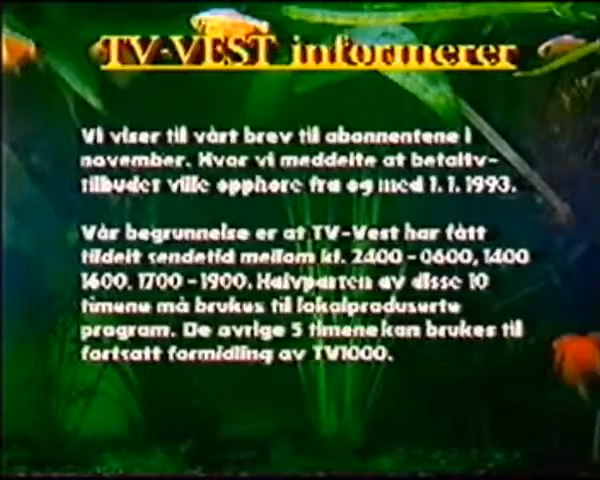 TV-VEST informerer
Vi viser til vårt brev til abonnentene i
november. Hvor vi meddelte at betaltv-
tilbudet ville opphøre fra og med 1.1.1993.
Vår begrunnelse er at TV-Vest har fått
tildelt sendetid mellom kl. 2400-0600, 1400
1600, 1700-1900. Halvparten av disse 10
timene må brukes til lokalproduserte
program. De øvrige 5 timene kan brukes til
fortsatt formidling av TV1000.